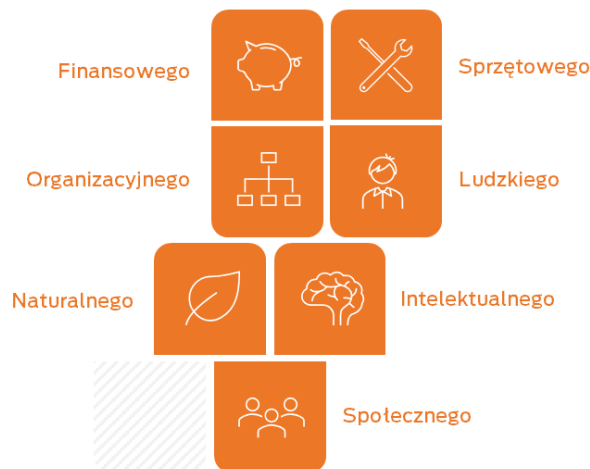 Finansowego
Sprzętowego
Organizacyjnego
Ludzkiego
Naturalnego
Intelektualnego
Społecznego